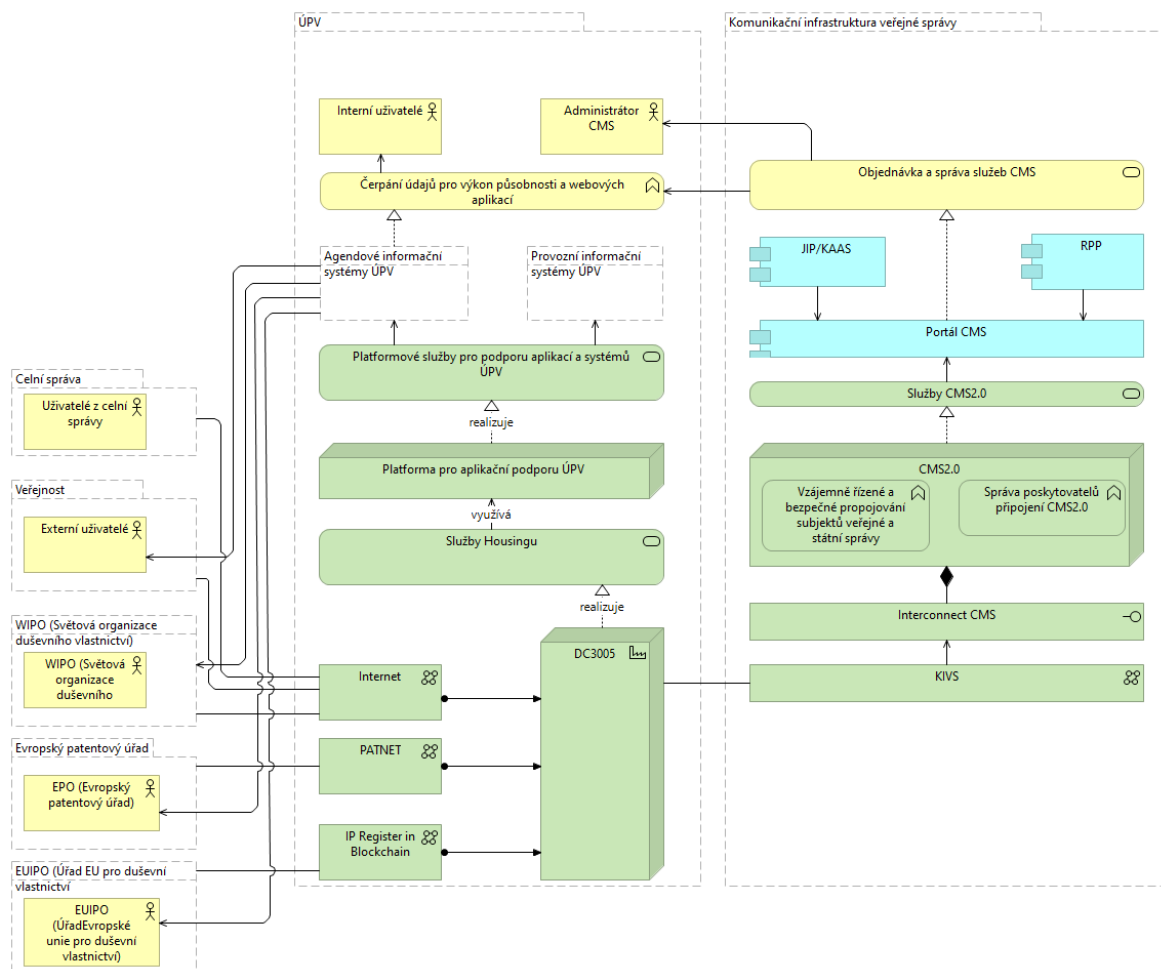 ÚPV
Komunikační infrastruktura veřejné správy
Interní uživatelé
Administrátor
CMS
Čerpání údajů pro výkon působnosti a webových
aplikací
Objednávka a správa služeb CMS
Agendové informační
systémy ÚPV
Provozní informační
systémy ÚPV
JIP/KAAS
RPP
Portál CMS
Platformové služby pro podporu aplikací a systémů
ÚPV
Služby CMS2.0
Celní správa
Uživatelé z celní
správy
realizuje
Platforma pro aplikační podporu ÚPV
CMS2.0
Vzájemně řízené a
bezpečné propojování
subjektů veřejné a
státní správy
Správa poskytovatelů
připojení CMS2.0
Veřejnost
Externí uživatelé
využívá
Služby Housingu
realizuje
Interconnect CMS
WIPO (Světová organizace
duševního vlastnictví)
WIPO (Světová
organizace
duševního
Internet
DC3005
KIVS
Evropský patentový úřad
EPO (Evropský
patentový úřad)
PATNET
IP Register in
Blockchain
EUIPO (Úřad EU pro duševní
vlastnictví
EUIPO
(ÚřadEvropské
unie pro duševní
vlastnictví)